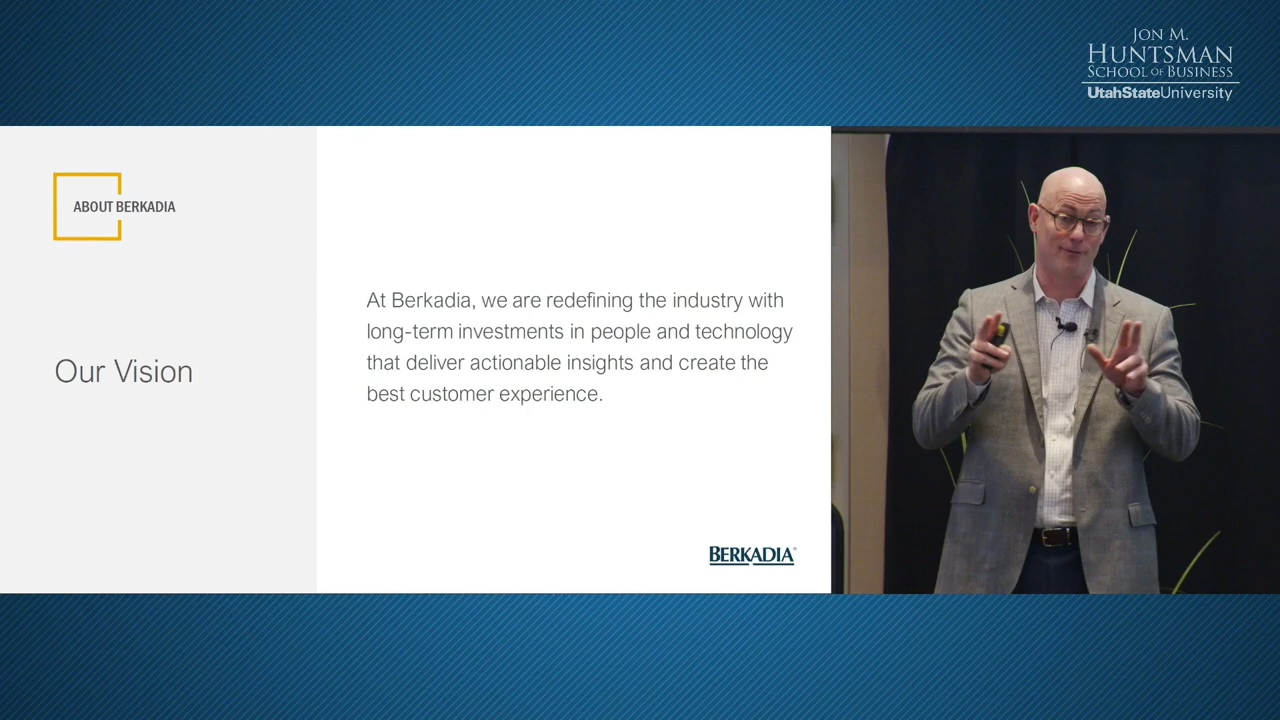 JON M.
HUNTSMAN
SCHOOL OF BUSINESS
UtahStateUniversity
ABOUT BERKADIA
Our Vision
At Berkadia, we are redefining the industry with
long-term investments in people and technology
that deliver actionable insights and create the
best customer experience.
BERKADIA®